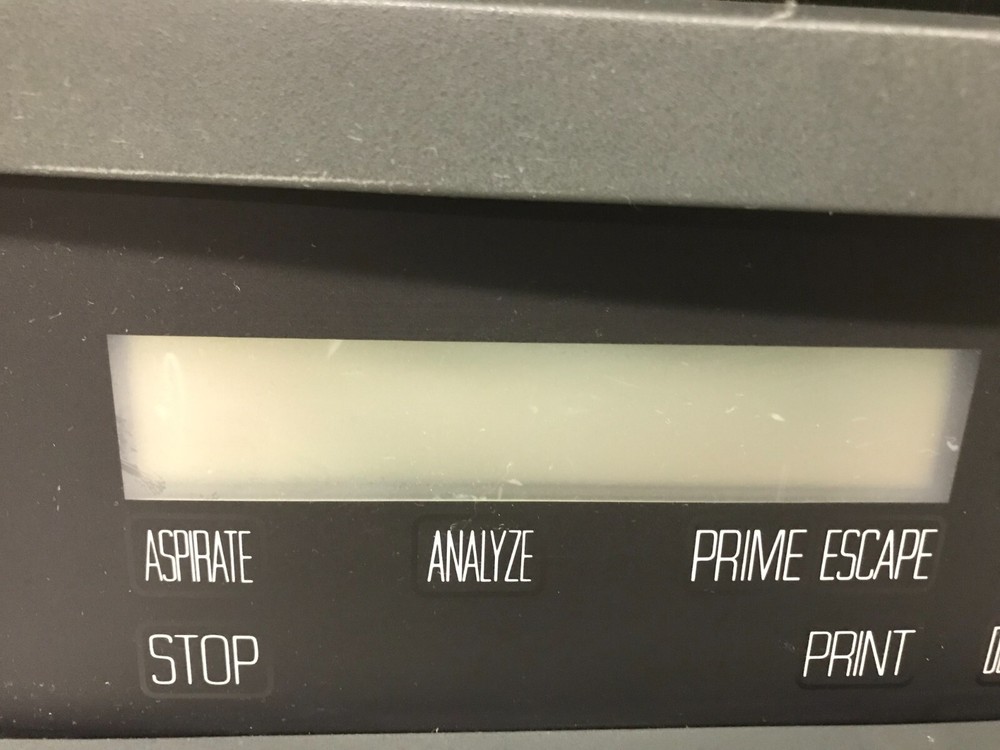 ASPIRATE ANALYZE PRIME ESCAPE
STOP PRINT